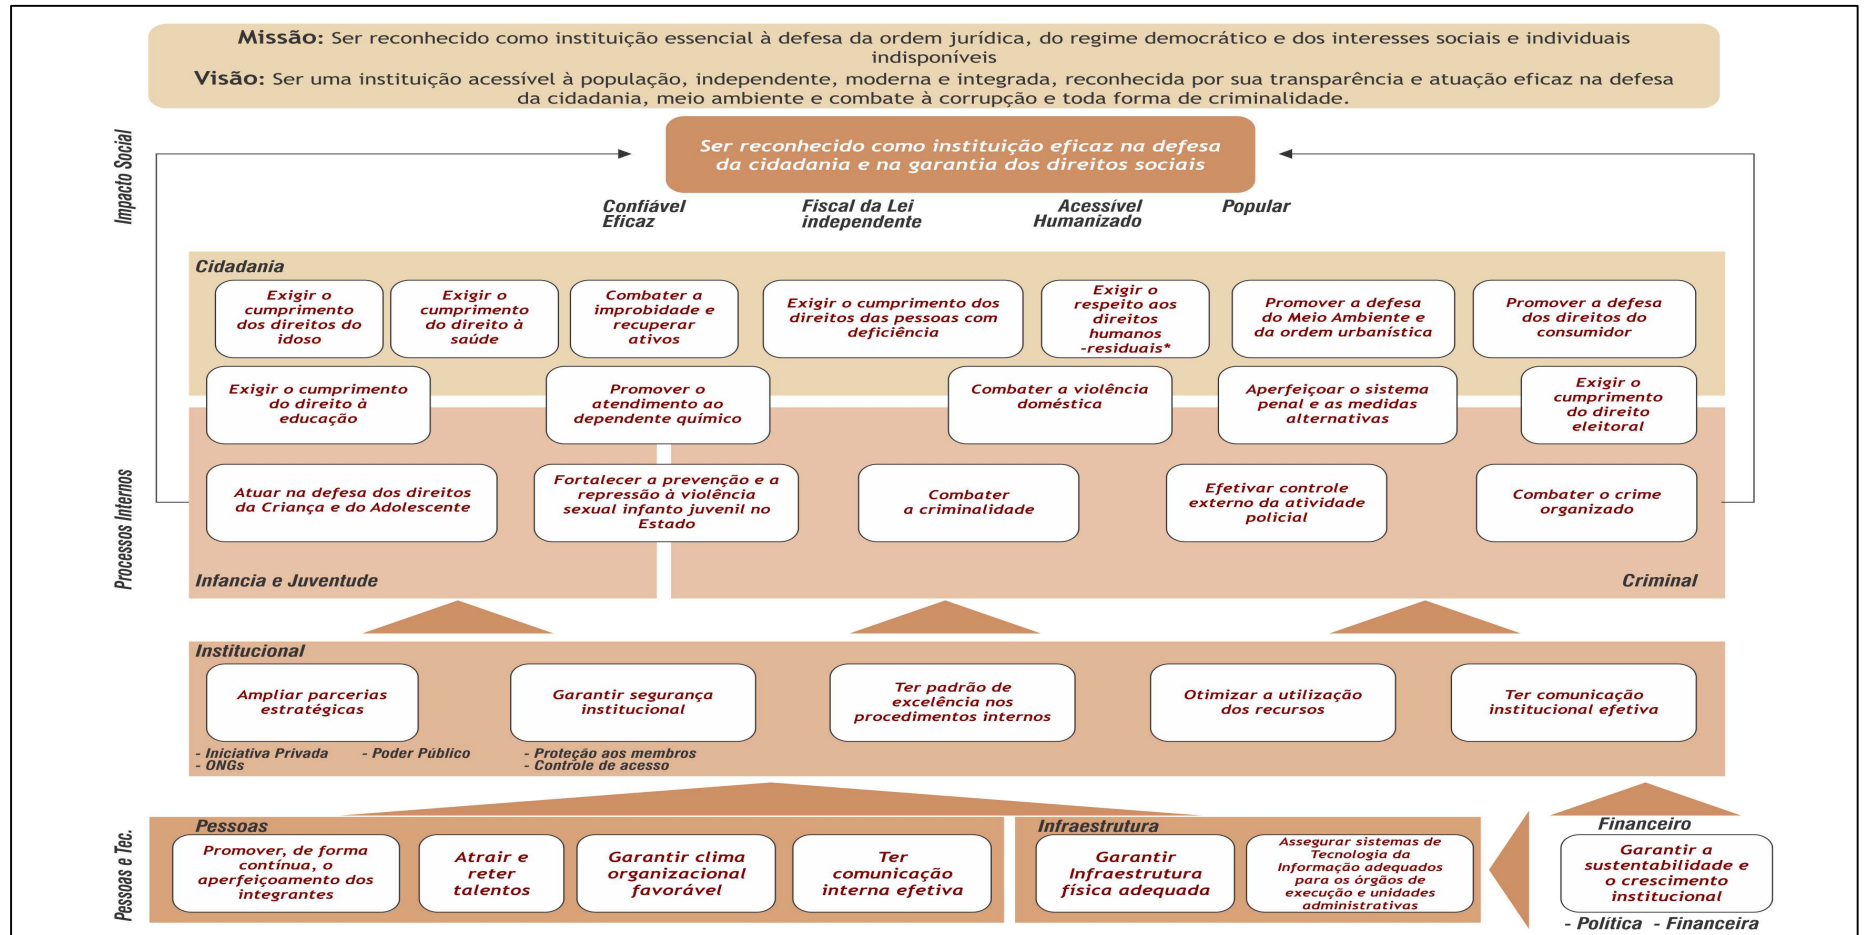 Missão: Ser reconhecido como instituição essencial à defesa da ordem jurídica, do regime democrático e dos interesses sociais e individuais
indisponíveis
Visão: Ser uma instituição acessível à população, independente, moderna e integrada, reconhecida por sua transparência e atuação eficaz na defesa
da cidadania, meio ambiente e combate à corrupção e toda forma de criminalidade.
Impacto Social
Ser reconhecido como instituição eficaz na defesa
da cidadania e na garantia dos direitos sociais
Confiável
Eficaz
Fiscal da Lei
independente
Acessível
Humanizado
Popular
Processos Internos
Cidadania
Exigir o
cumprimento
dos direitos do
idoso
Exigir o
cumprimento
do direito à
saúde
Combater a
improbidade e
recuperar
ativos
Exigir o cumprimento dos
direitos das pessoas com
deficiência
Exigir o
respeito aos
direitos
humanos
-residuais*
Promover a defesa
do Meio Ambiente e
da ordem urbanística
Promover a defesa
dos direitos do
consumidor
Exigir o cumprimento
do direito à
educação
Promover o
atendimento ao
dependente químico
Combater a violência
doméstica
Aperfeiçoar o sistema
penal e as medidas
alternativas
Exigir o
cumprimento
do direito
eleitoral
Atuar na defesa dos direitos
da Criança e do Adolescente
Fortalecer a prevenção e a
repressão à violência
sexual infanto juvenil no
Estado
Combater
a criminalidade
Efetivar controle
externo da atividade
policial
Combater o crime
organizado
Infancia e Juventude
Criminal
Institucional
Ampliar parcerias
estratégicas
Garantir segurança
institucional
Ter padrão de
excelência nos
procedimentos internos
Otimizar a utilização
dos recursos
Ter comunicação
institucional efetiva
- Iniciativa Privada
- ONGs
- Poder Público
- Proteção aos membros
- Controle de acesso
Pessoas e Tec.
Pessoas
Promover, de forma
contínua, o
aperfeiçoamento dos
integrantes
Atrair e
reter
talentos
Garantir clima
organizacional
favorável
Ter
comunicação
interna efetiva
Infraestrutura
Garantir
Infraestrutura
física adequada
Assegurar sistemas de
Tecnologia da
Informação adequados
para os órgãos de
execução e unidades
administrativas
Financeiro
Garantir a
sustentabilidade e
o crescimento
institucional
- Política - Financeira